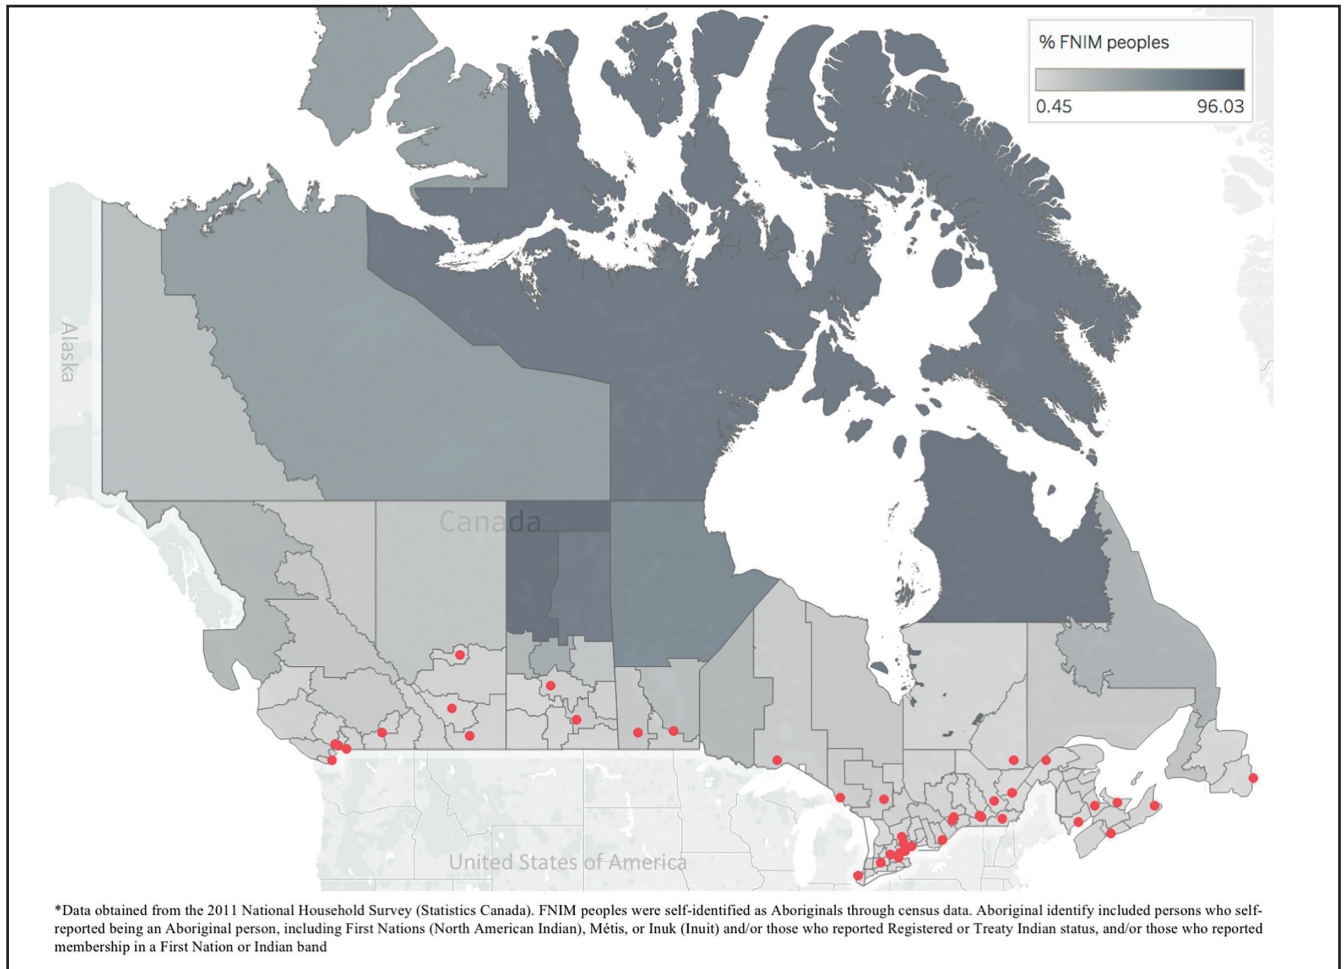 % FNIM peoples
0.45 96.03
Alaska
Canada
United States of America
*Data obtained from the 2011 National Household Survey (Statistics Canada). FNIM peoples were self-identified as Aboriginals through census data. Aboriginal identify included persons who self-
reported being an Aboriginal person, including First Nations (North American Indian), Métis, or Inuk (Inuit) and/or those who reported Registered or Treaty Indian status, and/or those who reported
membership in a First Nation or Indian band